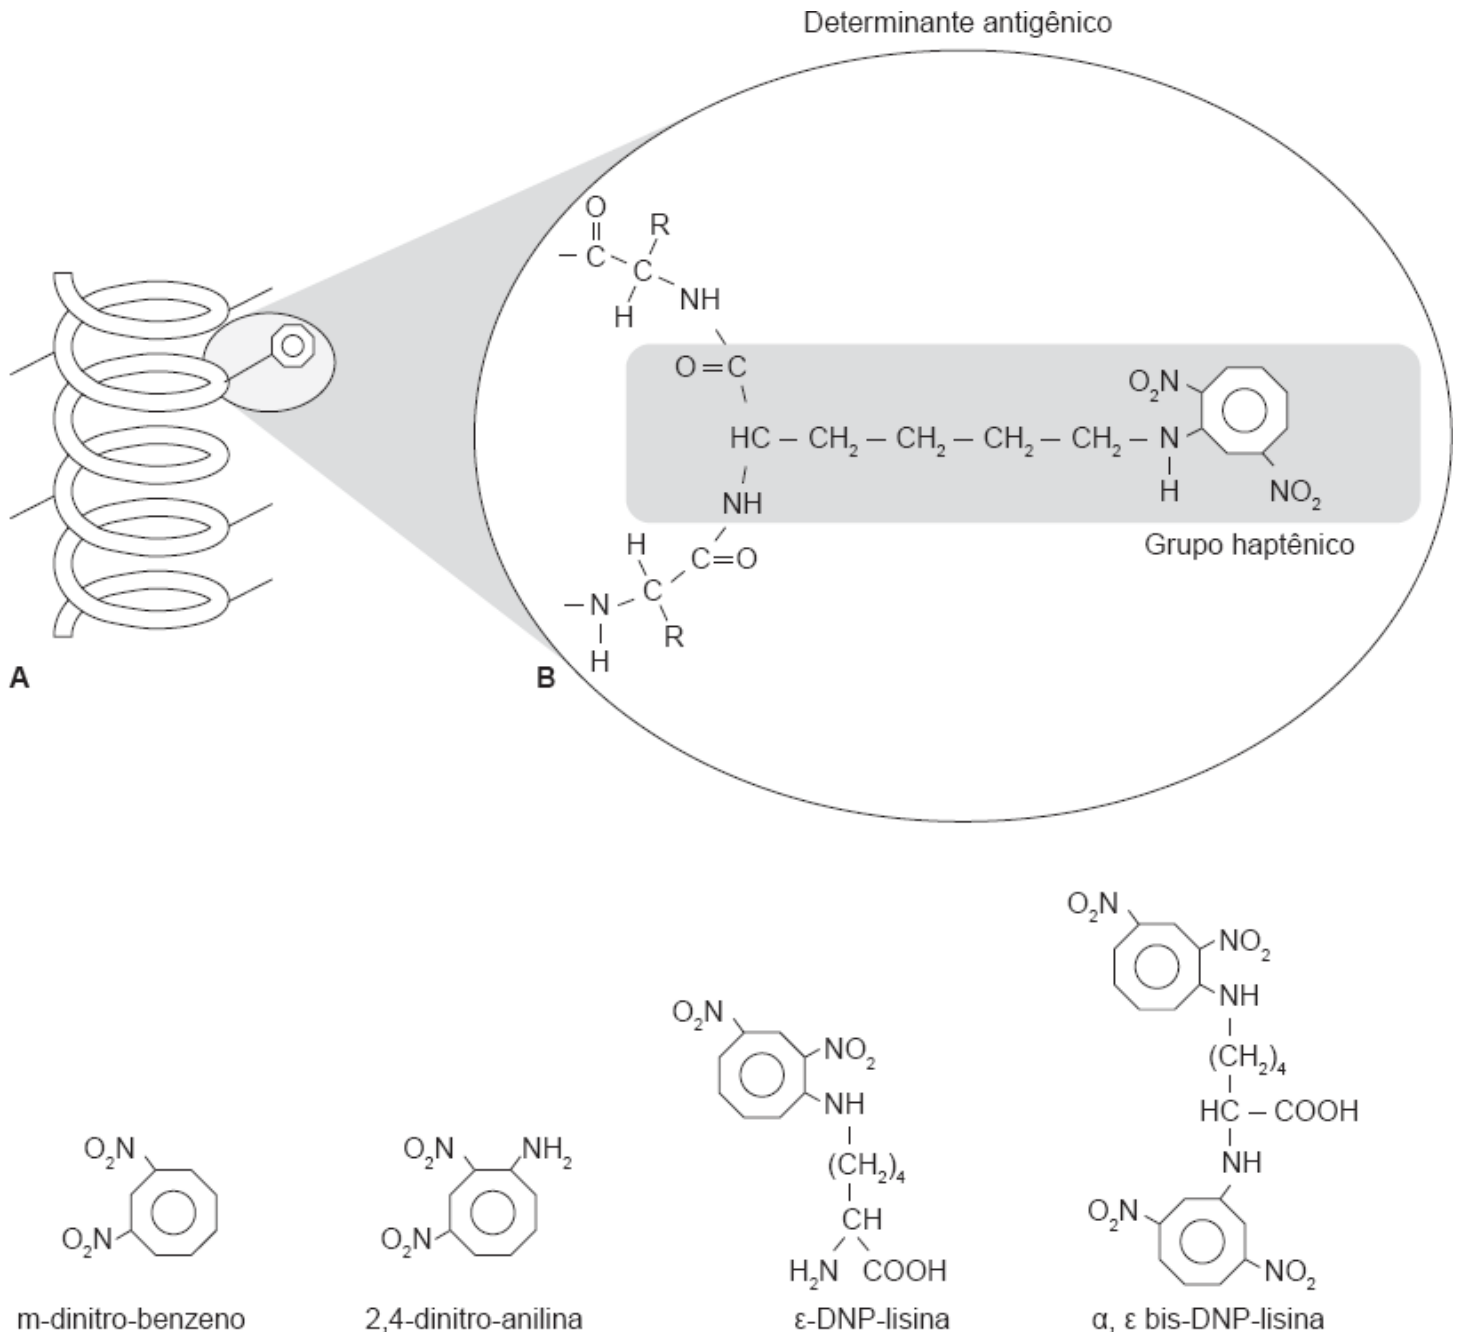 Determinante antigênico
O
R
– C
C
NH
H
O=C
O₂N
HC – CH₂ – CH₂ – CH₂ – CH₂ – N
H
NO₂
NH
Grupo haptênico
H
C=O
C
– N
R
H
A
B
O₂N
NO₂
NH
(CH₂)₄
HC – COOH
NH
O₂N
NO₂
O₂N
NO₂
NH
(CH₂)₄
CH
H₂N COOH
O₂N
O₂N
O₂N
NH₂
O₂N
m-dinitro-benzeno
2,4-dinitro-anilina
ε-DNP-lisina
α, ε bis-DNP-lisina